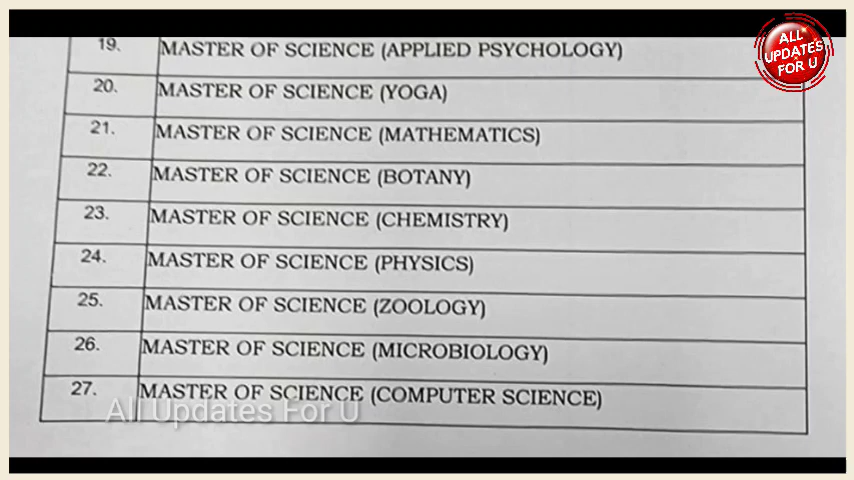 19. MASTER OF SCIENCE (APPLIED PSYCHOLOGY)
20. MASTER OF SCIENCE (YOGA)
21. MASTER OF SCIENCE (MATHEMATICS)
22. MASTER OF SCIENCE (BOTANY)
23. MASTER OF SCIENCE (CHEMISTRY)
24. MASTER OF SCIENCE (PHYSICS)
25. MASTER OF SCIENCE (ZOOLOGY)
26. MASTER OF SCIENCE (MICROBIOLOGY)
27. MASTER OF SCIENCE (COMPUTER SCIENCE)
All Updates For U
ALL
UPDATES
FOR U